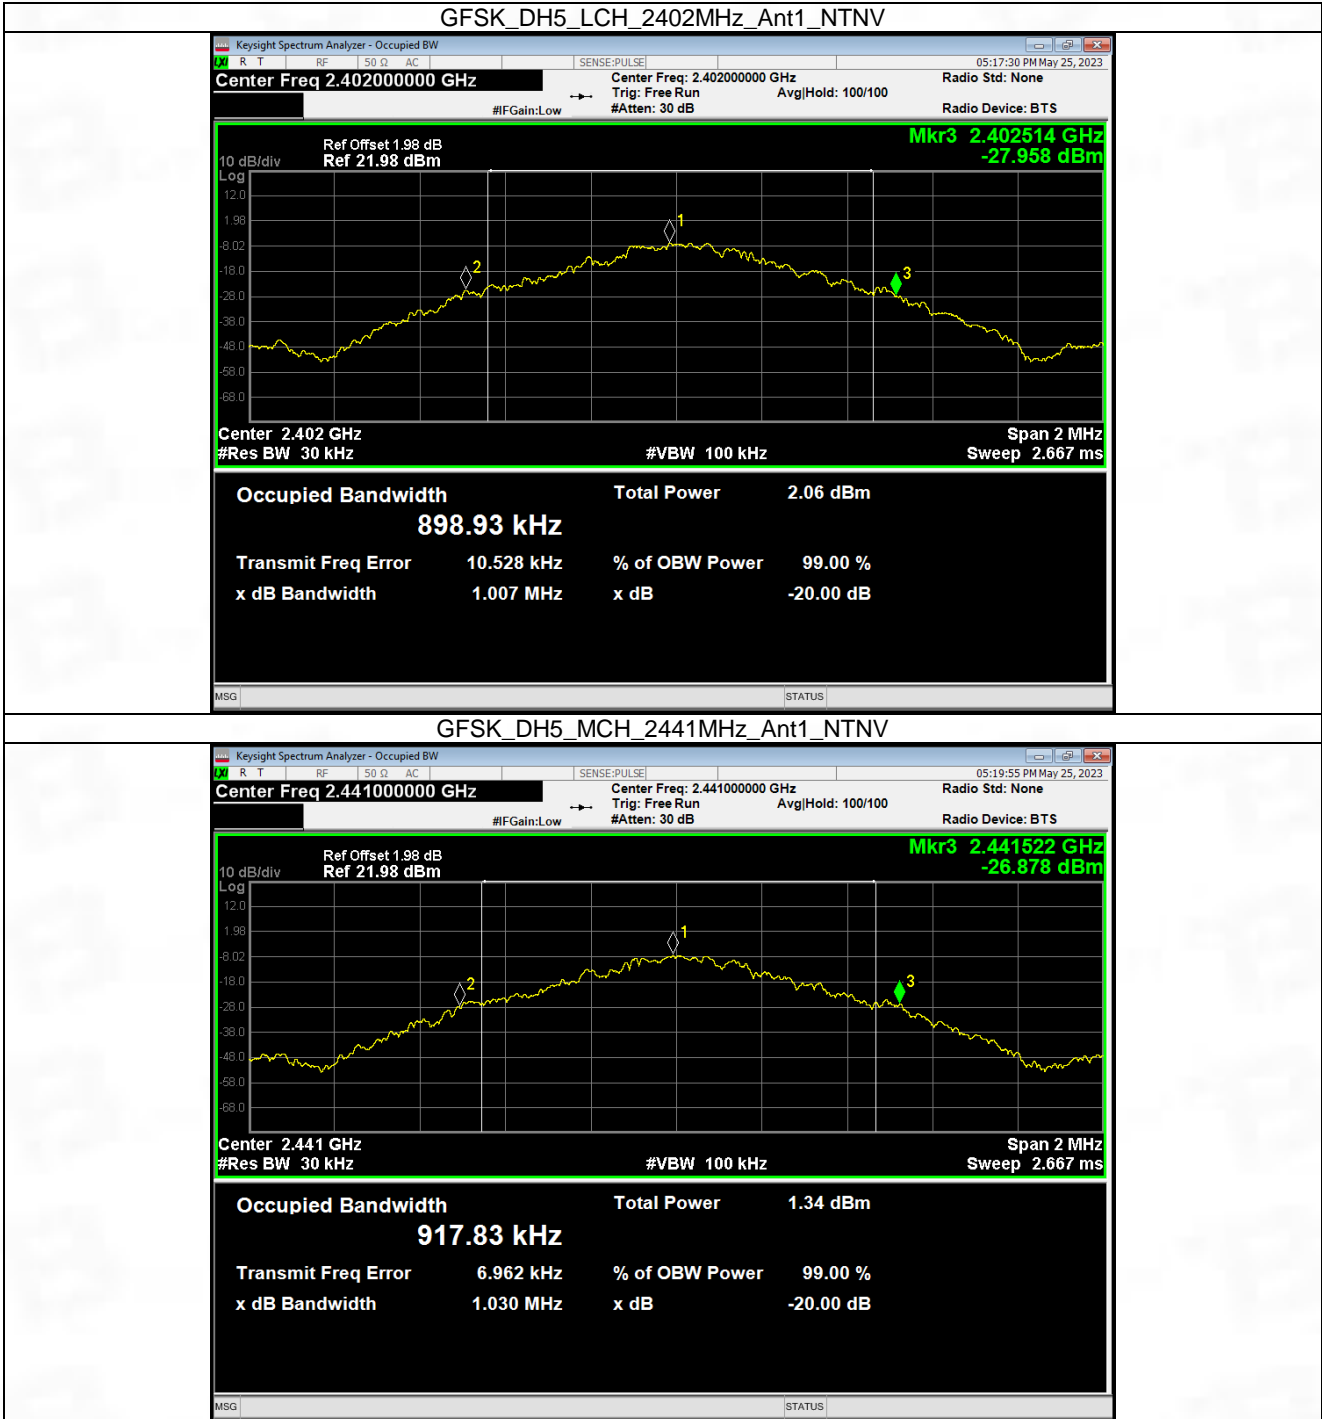 GFSK_DH5_LCH_2402MHz_Ant1_NTNV
Keysight Spectrum Analyzer - Occupied BW
LXI R T RF 50 Ω AC SENSE:PULSE 05:17:30 PM May 25, 2023
Center Freq 2.402000000 GHz Center Freq: 2.402000000 GHz Radio Std: None
Trig: Free Run Avg|Hold: 100/100
#IFGain:Low #Atten: 30 dB Radio Device: BTS
Mkr3 2.402514 GHz
Ref Offset 1.98 dB
10 dB/div Ref 21.98 dBm -27.958 dBm
Log
12.0
1.98
-8.02
-18.0
-28.0
-38.0
-48.0
-58.0
-68.0
1
2
3
Center 2.402 GHz Span 2 MHz
#Res BW 30 kHz #VBW 100 kHz Sweep 2.667 ms
Occupied Bandwidth Total Power 2.06 dBm
898.93 kHz
Transmit Freq Error 10.528 kHz % of OBW Power 99.00 %
x dB Bandwidth 1.007 MHz x dB -20.00 dB
MSG STATUS
GFSK_DH5_MCH_2441MHz_Ant1_NTNV
Keysight Spectrum Analyzer - Occupied BW
LXI R T RF 50 Ω AC SENSE:PULSE 05:19:55 PM May 25, 2023
Center Freq 2.441000000 GHz Center Freq: 2.441000000 GHz Radio Std: None
Trig: Free Run Avg|Hold: 100/100
#IFGain:Low #Atten: 30 dB Radio Device: BTS
Mkr3 2.441522 GHz
Ref Offset 1.98 dB
10 dB/div Ref 21.98 dBm -26.878 dBm
Log
12.0
1.98
-8.02
-18.0
-28.0
-38.0
-48.0
-58.0
-68.0
1
2
3
Center 2.441 GHz Span 2 MHz
#Res BW 30 kHz #VBW 100 kHz Sweep 2.667 ms
Occupied Bandwidth Total Power 1.34 dBm
917.83 kHz
Transmit Freq Error 6.962 kHz % of OBW Power 99.00 %
x dB Bandwidth 1.030 MHz x dB -20.00 dB
MSG STATUS